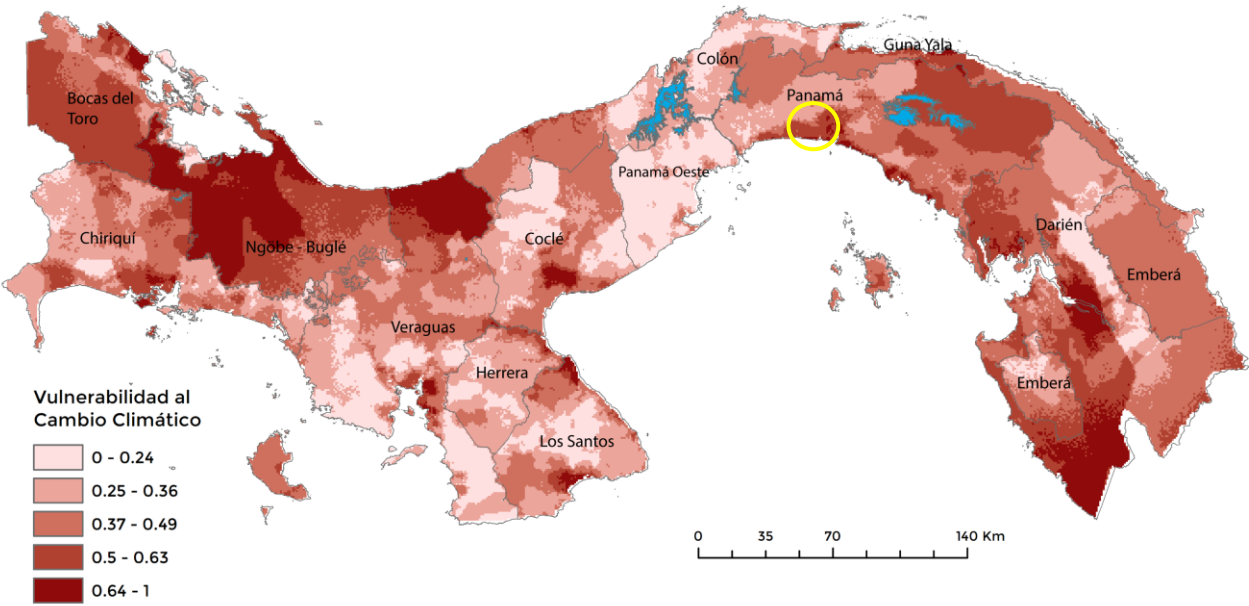 Guna Yala
Colón
Bocas del
Toro
Panamá
Panamá Oeste
Darién
Chiriquí
Ngöbe - Buglé
Coclé
Emberá
Veraguas
Herrera
Emberá
Los Santos
Vulnerabilidad al
Cambio Climático
0 - 0.24
0.25 - 0.36
0.37 - 0.49
0.5 - 0.63
0.64 - 1
0 35 70 140 Km